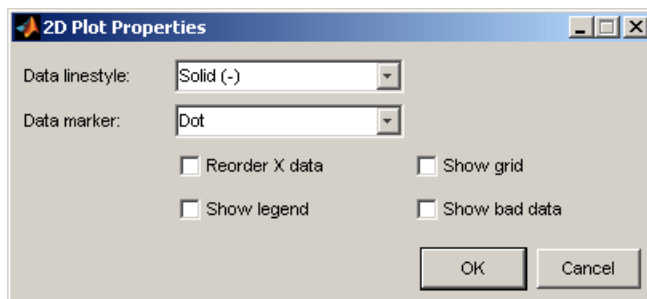 2D Plot Properties
Data linestyle: Solid (-)
Data marker: Dot
Reorder X data Show grid
Show legend Show bad data
OK Cancel